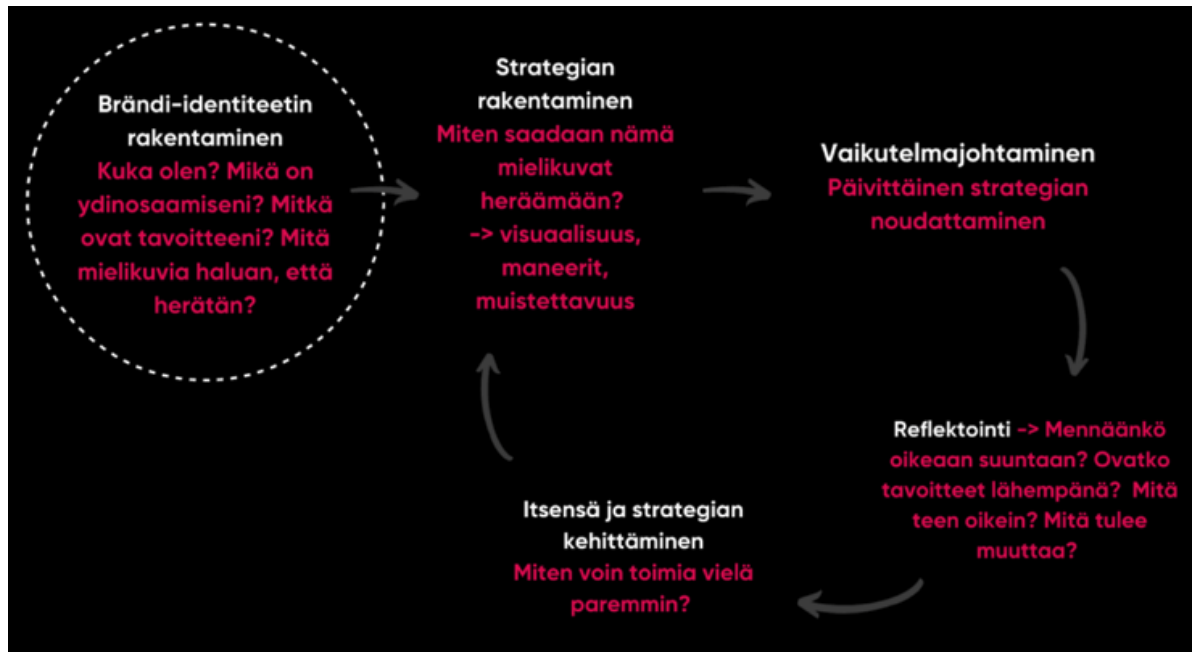 Brändi-identiteetin
rakentaminen
Kuka olen? Mikä on
ydinosaamiseni? Mitkä
ovat tavoitteeni? Mitä
mielikuvia haluan, että
herätän?
Strategian
rakentaminen
Miten saadaan nämä
mielikuvat
heräämään?
-> visuaalisuus,
maneerit,
muistettavuus
Vaikutelmajohtaminen
Päivittäinen strategian
noudattaminen
Reflektointi -> Mennäänkö
oikeaan suuntaan? Ovatko
tavoitteet lähempänä? Mitä
teen oikein? Mitä tulee
muuttaa?
Itsensä ja strategian
kehittäminen
Miten voin toimia vielä
paremmin?